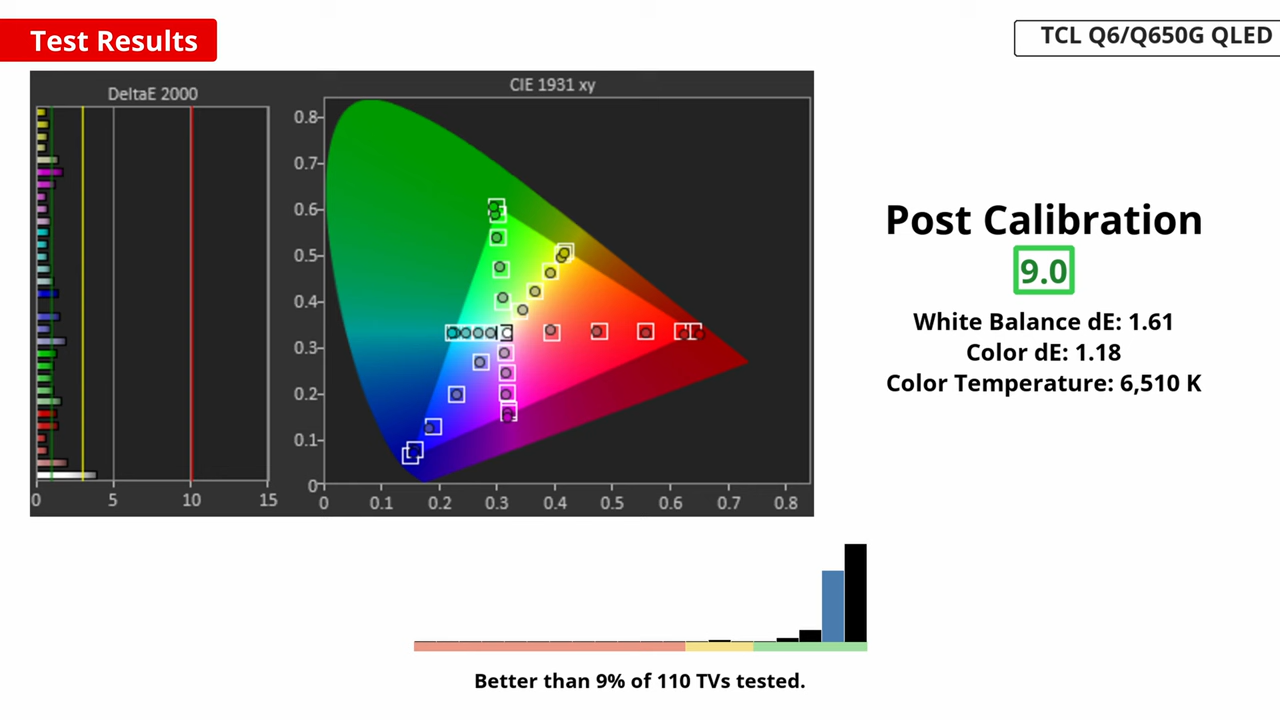 Test Results
TCL Q6/Q650G QLED
DeltaE 2000
0 5 10 15
CIE 1931 xy
0.8
0.7
0.6
0.5
0.4
0.3
0.2
0.1
0
0 0.1 0.2 0.3 0.4 0.5 0.6 0.7 0.8
Post Calibration
9.0
White Balance dE: 1.61
Color dE: 1.18
Color Temperature: 6,510 K
Better than 9% of 110 TVs tested.